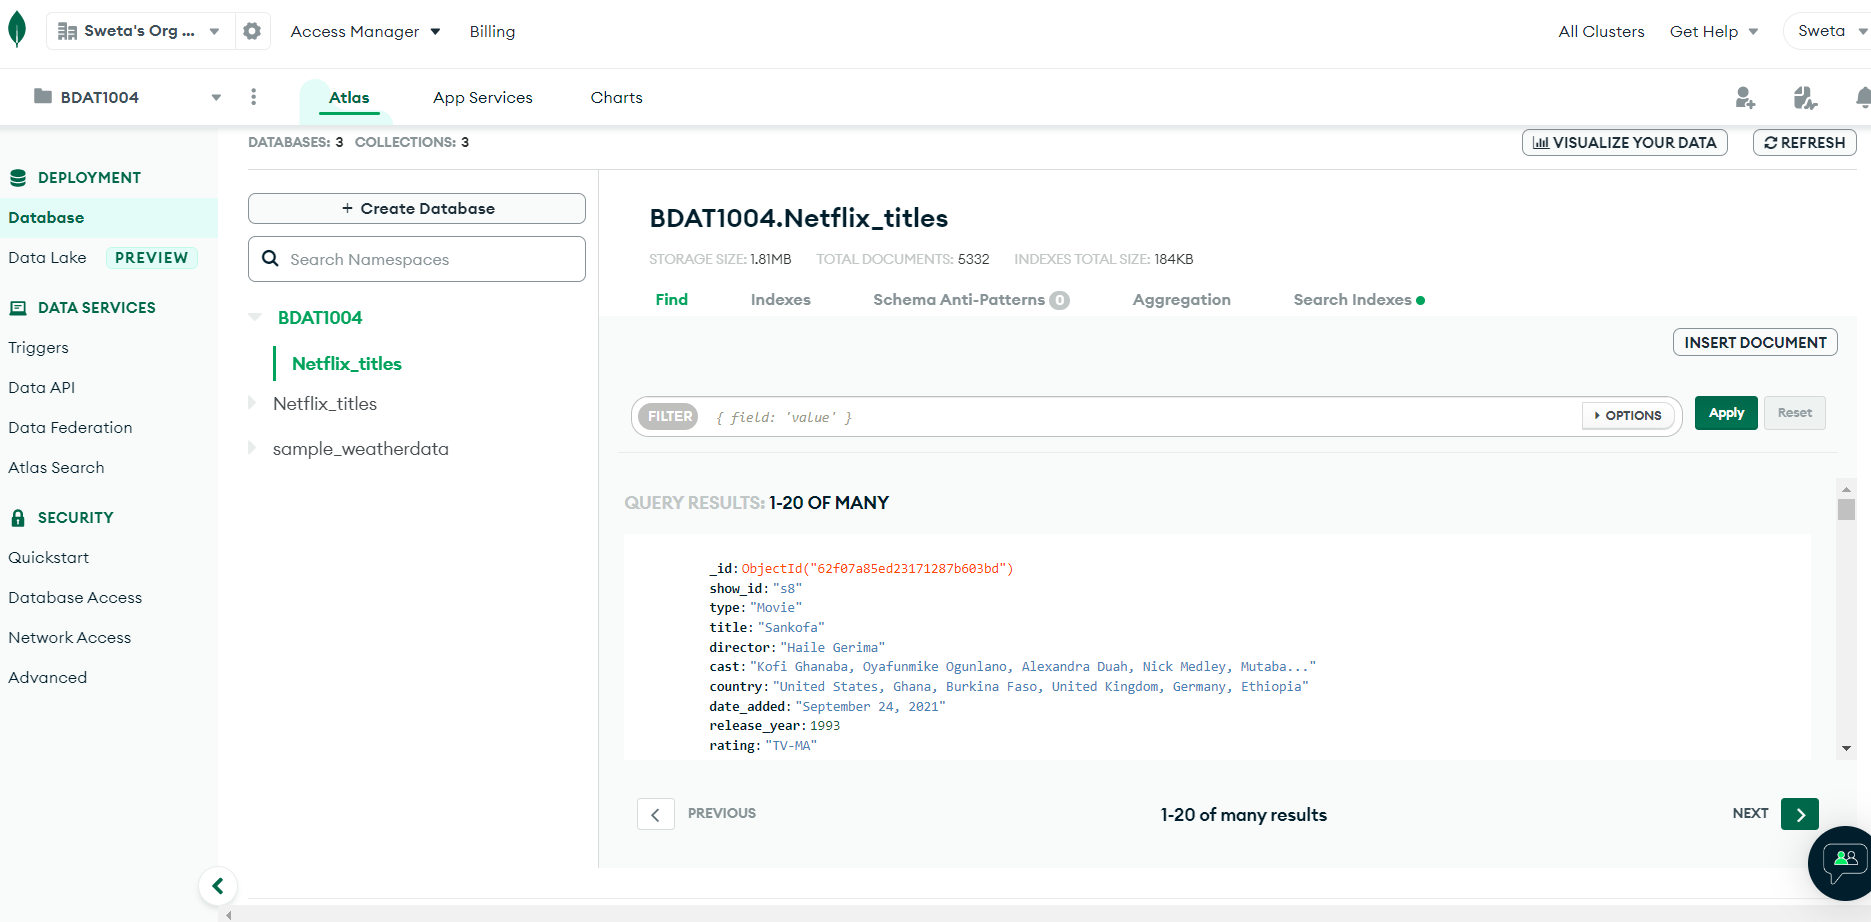 Sweta's Org ...
Access Manager
Billing
All Clusters
Get Help
Sweta
BDAT1004
Atlas
App Services
Charts
DATABASES: 3 COLLECTIONS: 3
VISUALIZE YOUR DATA
REFRESH
DEPLOYMENT
Database
Data Lake PREVIEW
DATA SERVICES
Triggers
Data API
Data Federation
Atlas Search
SECURITY
Quickstart
Database Access
Network Access
Advanced
+ Create Database
Search Namespaces
BDAT1004
Netflix_titles
Netflix_titles
sample_weatherdata
BDAT1004.Netflix_titles
STORAGE SIZE: 1.81MB TOTAL DOCUMENTS: 5332 INDEXES TOTAL SIZE: 184KB
Find Indexes Schema Anti-Patterns 0 Aggregation Search Indexes
INSERT DOCUMENT
FILTER { field: 'value' } OPTIONS Apply Reset
QUERY RESULTS: 1-20 OF MANY
_id: ObjectId("62f07a85ed23171287b603bd")
show_id: "s8"
type: "Movie"
title: "Sankofa"
director: "Haile Gerima"
cast: "Kofi Ghanaba, Oyafunmike Ogunlano, Alexandra Duah, Nick Medley, Mutaba..."
country: "United States, Ghana, Burkina Faso, United Kingdom, Germany, Ethiopia"
date_added: "September 24, 2021"
release_year: 1993
rating: "TV-MA"
PREVIOUS
1-20 of many results
NEXT